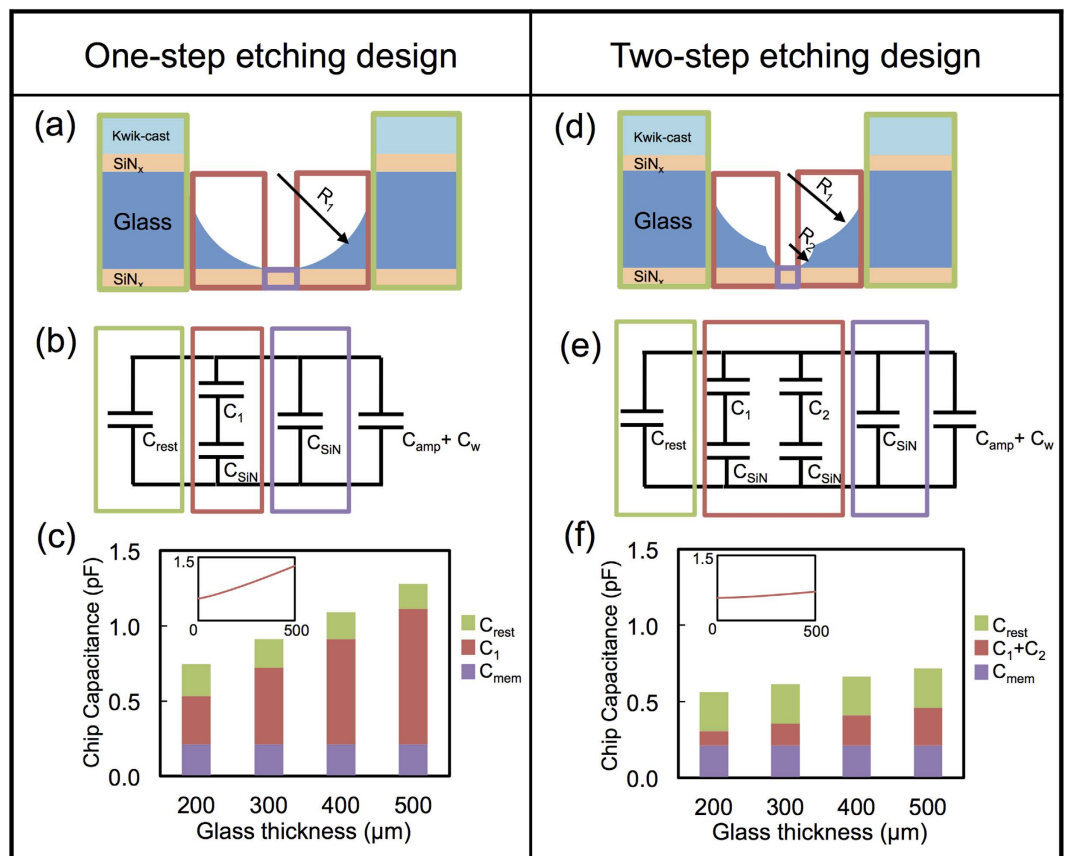 One-step etching design
Two-step etching design
(a)
Kwik-cast
SiNx
Glass
SiNx
R1
(b)
Crest
C1
CSiN
CSiN
Camp + Cw
(c)
Chip Capacitance (pF)
1.5
1.0
0.5
0.0
1.5
0
500
Crest
C1
Cmem
200 300 400 500
Glass thickness (µm)
(d)
Kwik-cast
SiNx
Glass
SiNx
R1
R2
(e)
Crest
C1
C2
CSiN
CSiN
CSiN
Camp + Cw
(f)
Chip Capacitance (pF)
1.5
1.0
0.5
0.0
1.5
0
500
Crest
C1+C2
Cmem
200 300 400 500
Glass thickness (µm)